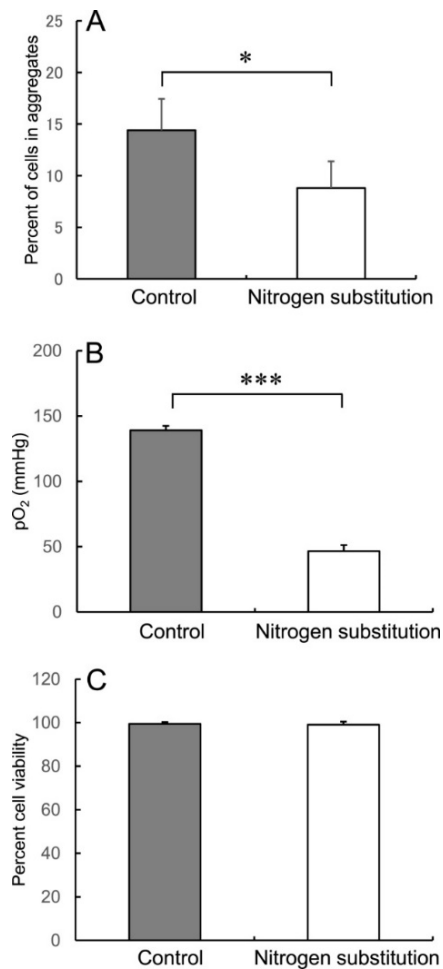 A
25
20
15
10
5
0
Percent of cells in aggregates
*
Control
Nitrogen substitution
B
200
150
100
50
0
pO₂ (mmHg)
***
Control
Nitrogen substitution
C
120
100
80
60
40
20
0
Percent cell viability
Control
Nitrogen substitution